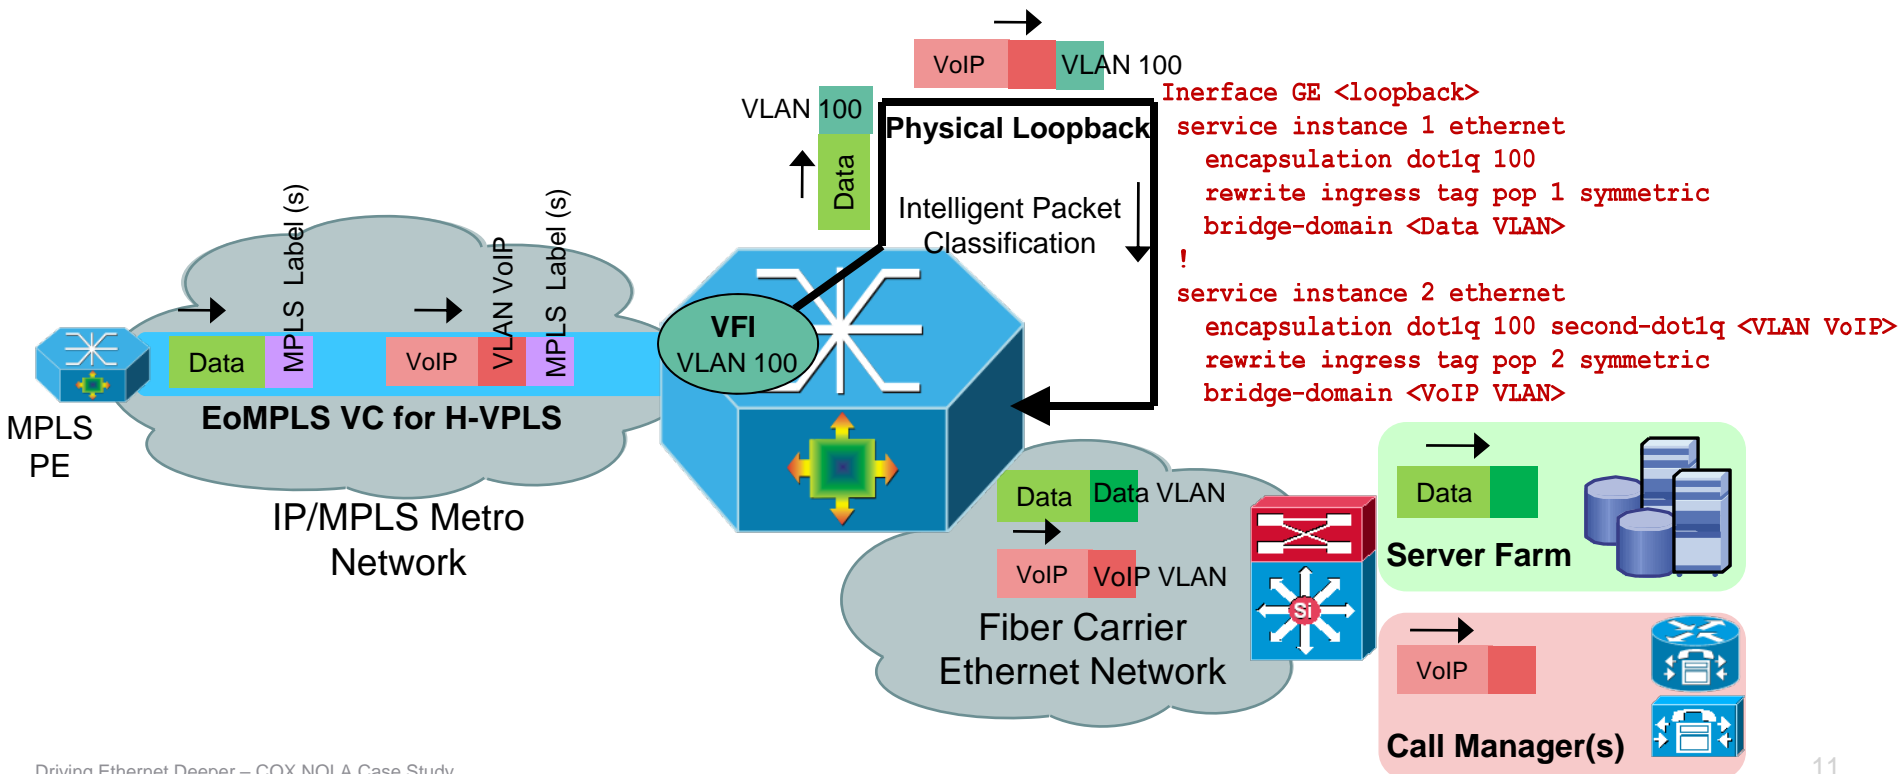 VoIP
VLAN 100
VLAN 100
Data
Physical Loopback
Intelligent Packet
Classification
Inerface GE <loopback>
service instance 1 ethernet
encapsulation dot1q 100
rewrite ingress tag pop 1 symmetric
bridge-domain <Data VLAN>
!
service instance 2 ethernet
encapsulation dot1q 100 second-dot1q <VLAN VoIP>
rewrite ingress tag pop 2 symmetric
bridge-domain <VoIP VLAN>
Data
MPLS Label (s)
VoIP
VLAN VoIP
MPLS Label (s)
VFI
VLAN 100
EoMPLS VC for H-VPLS
MPLS
PE
IP/MPLS Metro
Network
Data
Data VLAN
VoIP
VoIP VLAN
Fiber Carrier
Ethernet Network
Si
Data
Server Farm
VoIP
Call Manager(s)
Driving Ethernet Deeper – COX NOLA Case Study
11